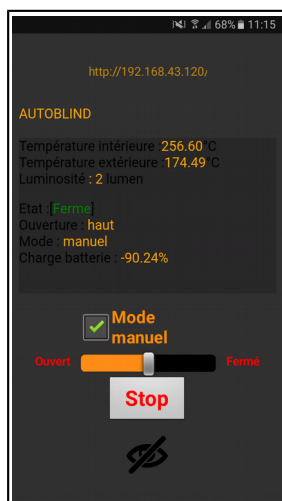 68% 11:15
http://192.168.43.120/
AUTOBLIND
Température intérieure :256.60°C
Température extérieure :174.49°C
Luminosité : 2 lumen
Etat :[Ferme]
Ouverture : haut
Mode : manuel
Charge batterie : -90.24%
Mode
manuel
Ouvert Fermé
Stop